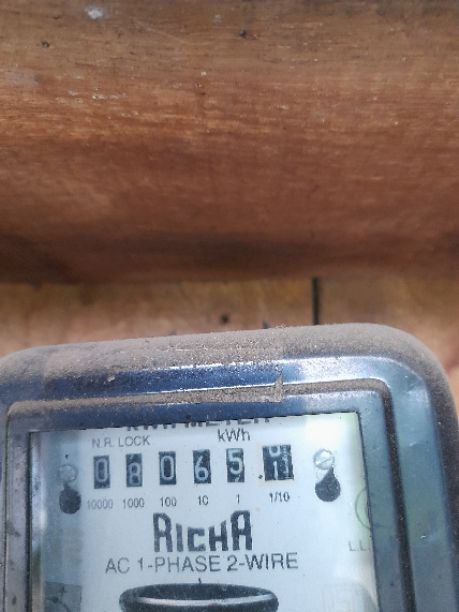 N.R. LOCK kWh
0 8 0 6 5
10000 1000 100 10 1 1/10
RICHA
AC 1-PHASE 2-WIRE